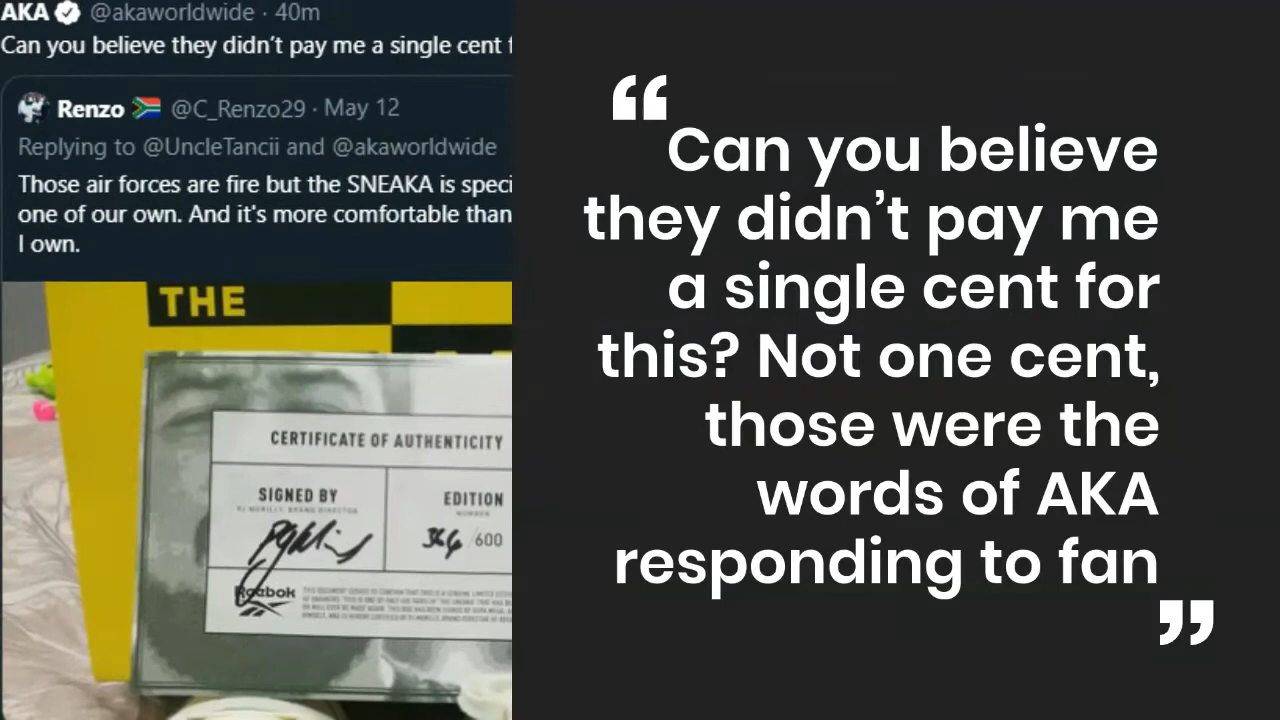 AKA @akaworldwide · 40m
Can you believe they didn't pay me a single cent f
Renzo @C_Renzo29 · May 12
Replying to @UncleTancii and @akaworldwide
Those air forces are fire but the SNEAKA is speci
one of our own. And it's more comfortable than
I own.
THE
CERTIFICATE OF AUTHENTICITY
SIGNED BY
EDITION
NUMBER
364 /600
Reebok
“
Can you believe
they didn’t pay me
a single cent for
this? Not one cent,
those were the
words of AKA
responding to fan
”